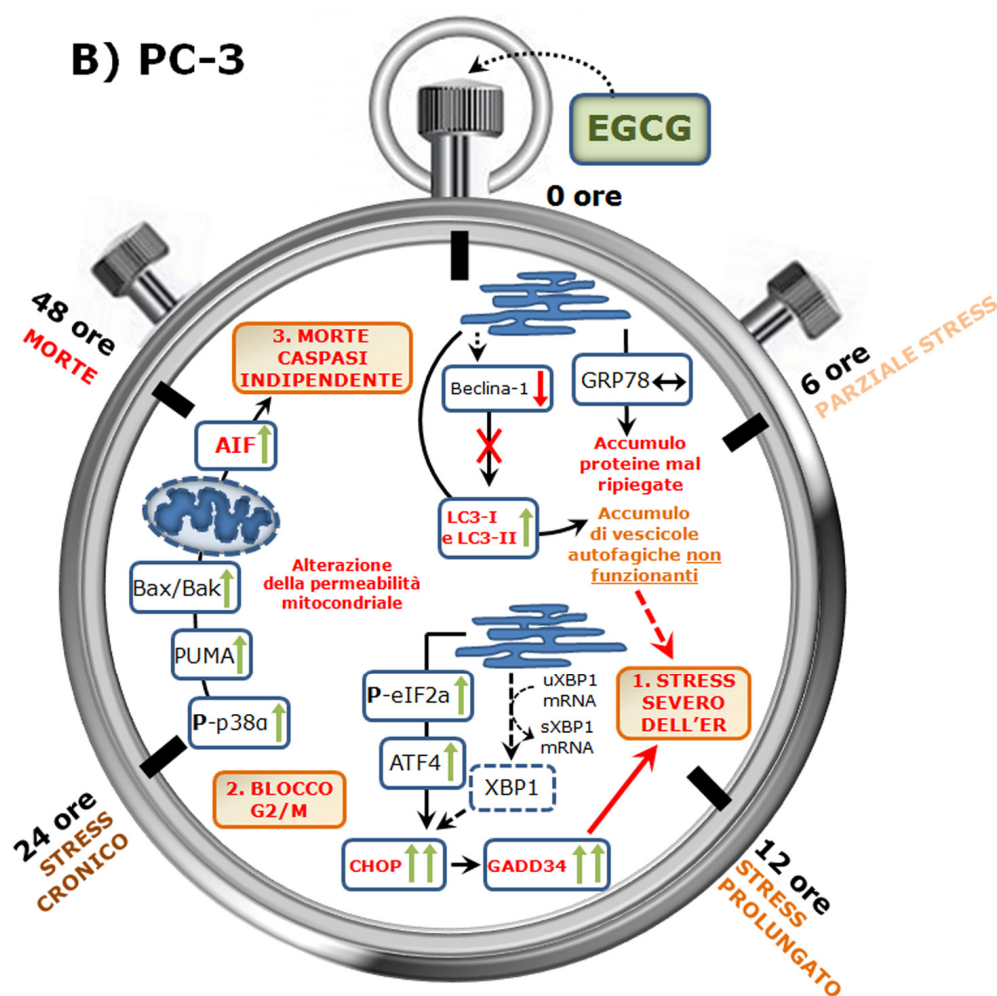 B) PC-3
EGCG
0 ore
6 ore
PARZIALE STRESS
12 ore
STRESS
PROLUNGATO
24 ore
STRESS
CRONICO
48 ore
MORTE
3. MORTE
CASPASI
INDIPENDENTE
Beclina-1
GRP78
AIF
Accumulo
proteine mal
ripiegate
LC3-I
e LC3-II
Accumulo
di vescicole
autofagiche non
funzionanti
Bax/Bak
Alterazione
della permeabilità
mitocondriale
PUMA
P-p38α
P-eIF2a
uXBP1
mRNA
sXBP1
mRNA
1. STRESS
SEVERO
DELL'ER
ATF4
XBP1
2. BLOCCO
G2/M
CHOP
GADD34